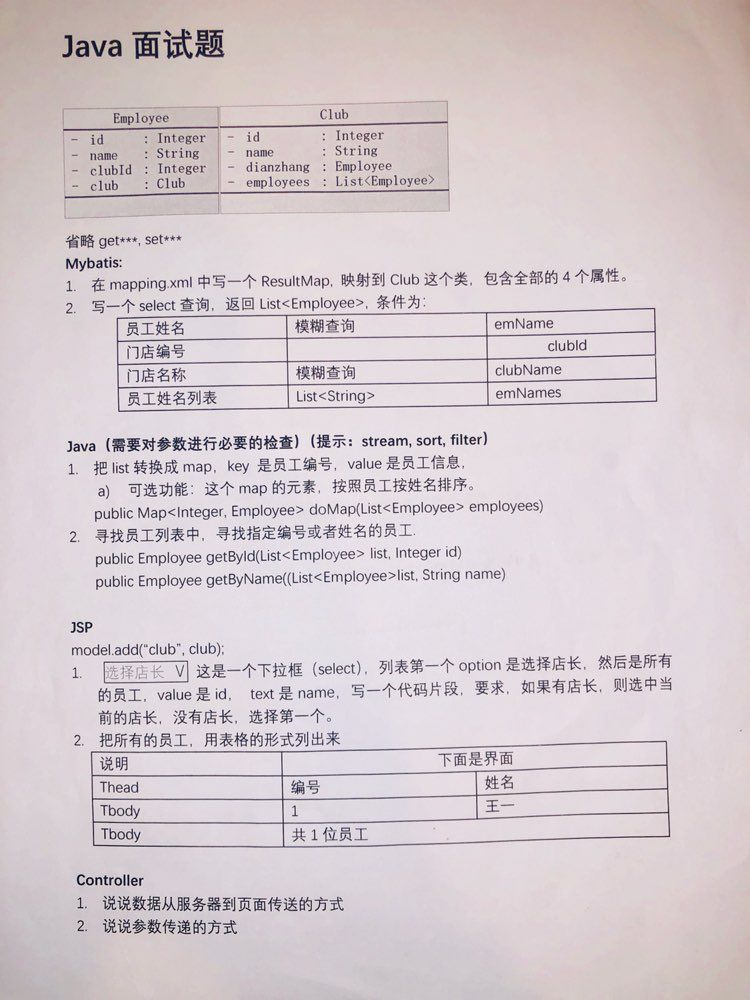 Java 面试题
Employee
- id : Integer
- name : String
- clubId : Integer
- club : Club
Club
- id : Integer
- name : String
- dianzhang : Employee
- employees : List<Employee>
省略 get***, set***
Mybatis:
1. 在 mapping.xml 中写一个 ResultMap, 映射到 Club 这个类，包含全部的 4 个属性。
2. 写一个 select 查询，返回 List<Employee>, 条件为：
员工姓名 模糊查询 emName
门店编号 clubId
门店名称 模糊查询 clubName
员工姓名列表 List<String> emNames
Java（需要对参数进行必要的检查）(提示：stream, sort, filter)
1. 把 list 转换成 map，key 是员工编号，value 是员工信息，
a) 可选功能：这个 map 的元素，按照员工按姓名排序。
public Map<Integer, Employee> doMap(List<Employee> employees)
2. 寻找员工列表中，寻找指定编号或者姓名的员工.
public Employee getById(List<Employee> list, Integer id)
public Employee getByName((List<Employee>list, String name)
JSP
model.add(“club”, club);
1. 选择店长 V 这是一个下拉框（select），列表第一个 option 是选择店长，然后是所有
的员工，value 是 id， text 是 name，写一个代码片段，要求，如果有店长，则选中当
前的店长，没有店长，选择第一个。
2. 把所有的员工，用表格的形式列出来
说明 下面是界面
Thead 编号 姓名
Tbody 1 王一
Tbody 共 1 位员工
Controller
1. 说说数据从服务器到页面传送的方式
2. 说说参数传递的方式